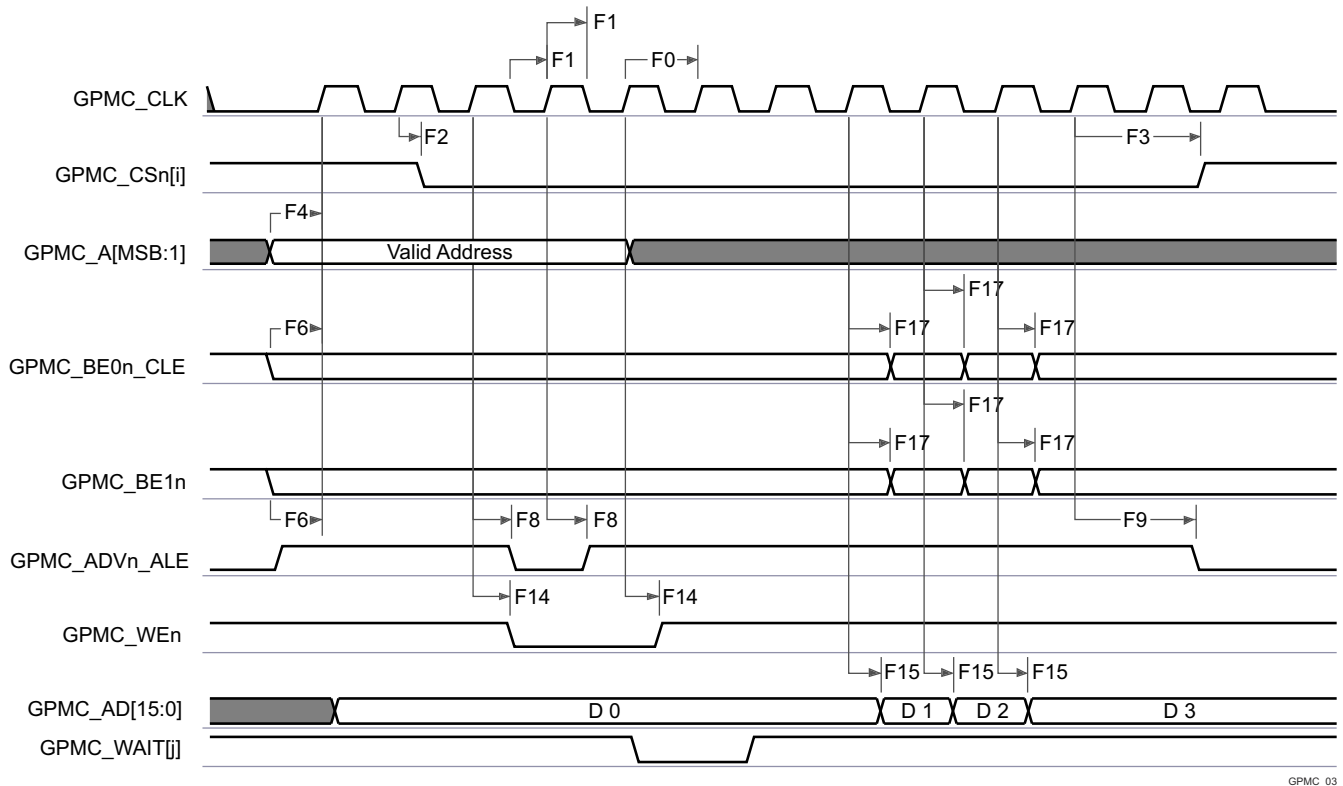 F1
F1
F0
GPMC_CLK
F2
F3
GPMC_CSn[i]
F4
GPMC_A[MSB:1]
Valid Address
F17
F6
F17
F17
GPMC_BE0n_CLE
F17
F17
F17
GPMC_BE1n
F6
F8
F8
F9
GPMC_ADVn_ALE
F14
F14
GPMC_WEn
F15
F15
F15
GPMC_AD[15:0]
D 0
D 1
D 2
D 3
GPMC_WAIT[j]
GPMC_03